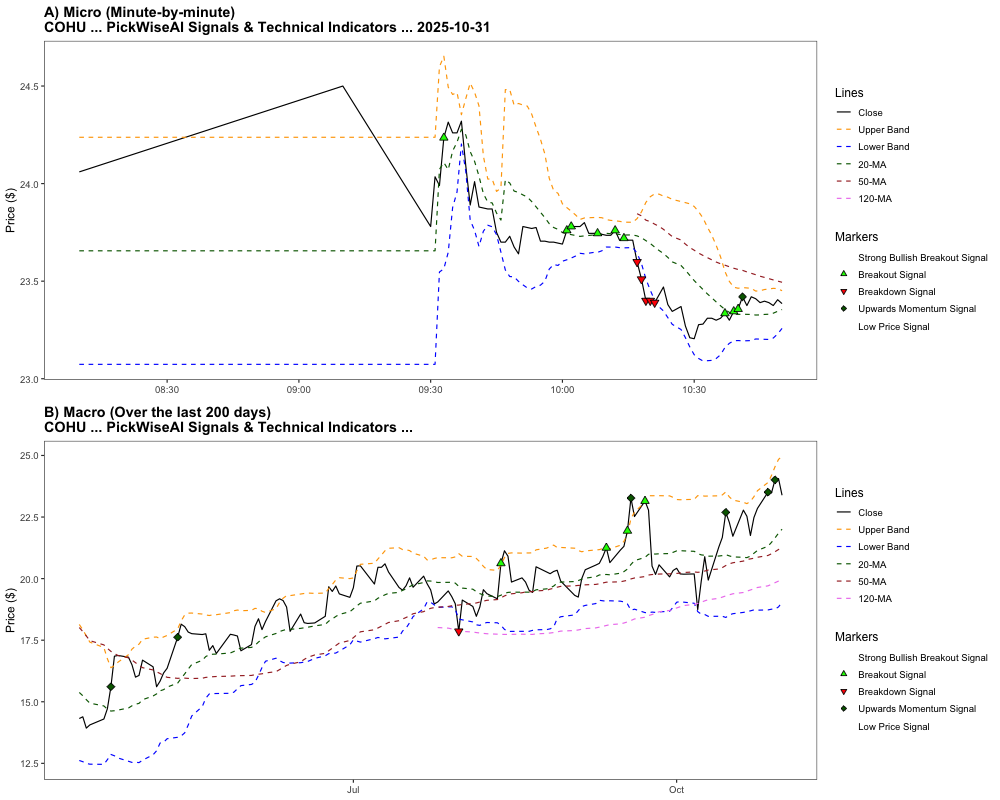 A) Micro (Minute-by-minute)
COHU ... PickWiseAI Signals & Technical Indicators ... 2025-10-31
Price ($)
24.5
24.0
23.5
23.0
08:30
09:00
09:30
10:00
10:30
Lines
Close
Upper Band
Lower Band
20-MA
50-MA
120-MA
Markers
Strong Bullish Breakout Signal
Breakout Signal
Breakdown Signal
Upwards Momentum Signal
Low Price Signal
B) Macro (Over the last 200 days)
COHU ... PickWiseAI Signals & Technical Indicators ...
Price ($)
25.0
22.5
20.0
17.5
15.0
12.5
Jul
Oct
Lines
Close
Upper Band
Lower Band
20-MA
50-MA
120-MA
Markers
Strong Bullish Breakout Signal
Breakout Signal
Breakdown Signal
Upwards Momentum Signal
Low Price Signal